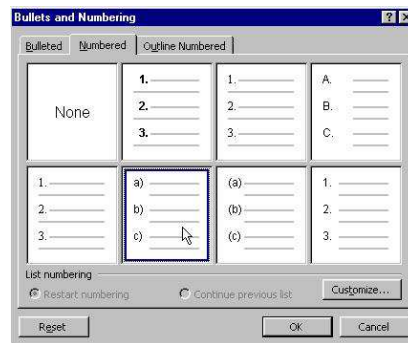 Bullets and Numbering
Bulleted Numbered Outline Numbered
None
1.
2.
3.
1.
2.
3.
A.
B.
C.
1.
2.
3.
a)
b)
c)
(a)
(b)
(c)
1.
2.
3.
List numbering
Restart numbering Continue previous list Customize...
Reset OK Cancel